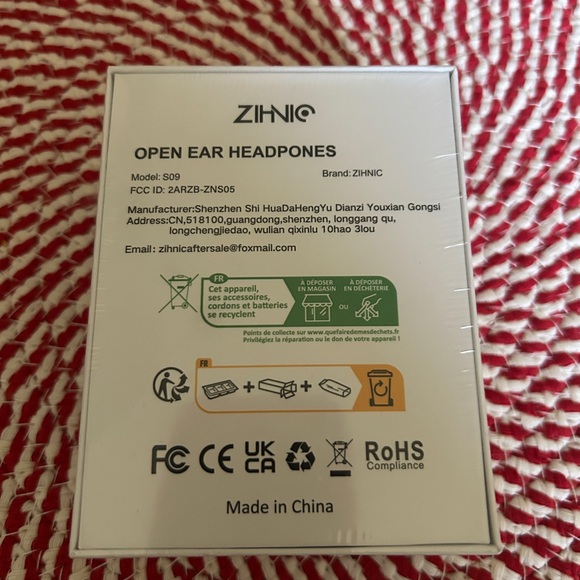 ZIHNIC
OPEN EAR HEADPONES
Model: S09 Brand: ZIHNIC
FCC ID: 2ARZB-ZNS05
Manufacturer:Shenzhen Shi HuaDaHengYu Dianzi Youxian Gongsi
Address:CN,518100,guangdong,shenzhen, longgang qu,
longchengjiedao, wulian qixinlu 10hao 3lou
Email : zihnicaftersale@foxmail.com
FR
Cet appareil,
ses accessoires,
cordons et batteries
se recyclent
À DÉPOSER
EN MAGASIN
OU
À DÉPOSER
EN DÉCHÈTERIE
Points de collecte sur www.quefairedemesdechets.fr
Privilégiez la réparation ou le don de votre appareil !
FR
+ +
FC CE UK
CA
RoHS
Compliance
Made in China